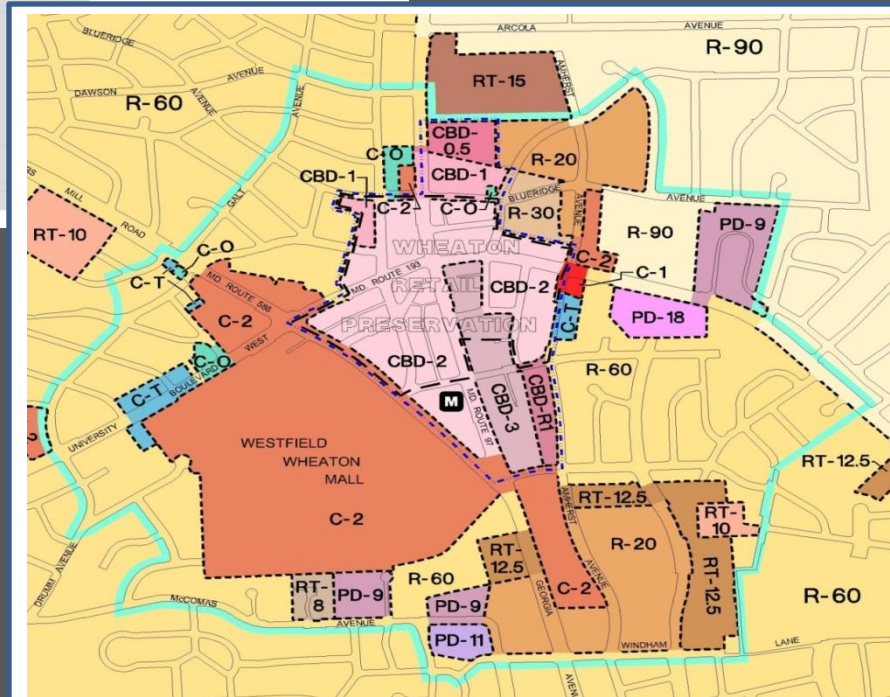 ARCOLA AVENUE
BLUERIDGE AVENUE
R-90
DAWSON AVENUE
AMHERST
RT-15
R-60
CBD-0.5
C-O
R-20
CBD-1
CBD-1
BLUERIDGE AVENUE
C-2
C-O
R-30
MILL ROAD
GALT AVENUE
AVENUE
R-90
PD-9
RT-10
WHEATON
C-O
MD. ROUTE 193
C-2
C-T
MD. ROUTE 586
RETAIL
CBD-2
C-1
C-2
PRESERVATION
C-T
PD-18
WEST
CBD-2
C-O
R-60
C-T
BOULEVARD
CBD-3
CBD-RT
M
MD. ROUTE 97
UNIVERSITY
WESTFIELD
WHEATON
MALL
RT-12.5
C-2
AMHERST AVENUE
RT-12.5
RT-10
R-20
RT-12.5
RT-12.5
DRUMM AVENUE
RT-8
PD-9
R-60
GEORGIA
C-2
R-60
McCOMAS AVENUE
PD-9
PD-11
WINDHAM LANE